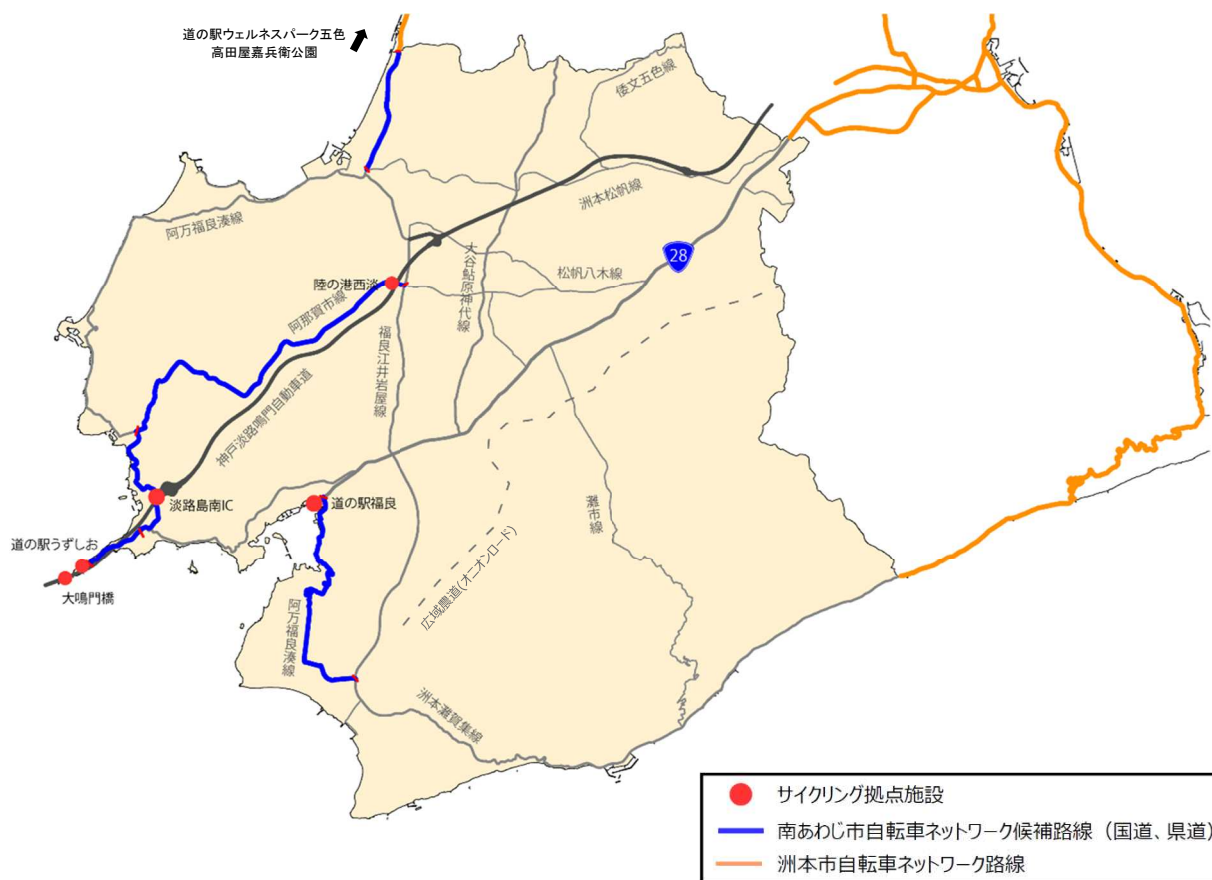 道の駅ウェルネスパーク五色
高田屋嘉兵衛公園
倭文五色線
洲本松帆線
阿万福良湊線
28
大谷鮎原神代線
松帆八木線
陸の港西淡
阿那賀市線
福良江井岩屋線
神戸淡路鳴門自動車道
淡路島南IC
道の駅福良
灘市線
広域農道(オニオンロード)
道の駅うずしお
大鳴門橋
阿万福良湊線
洲本灘賀集線
サイクリング拠点施設
南あわじ市自転車ネットワーク候補路線（国道、県道）
洲本市自転車ネットワーク路線